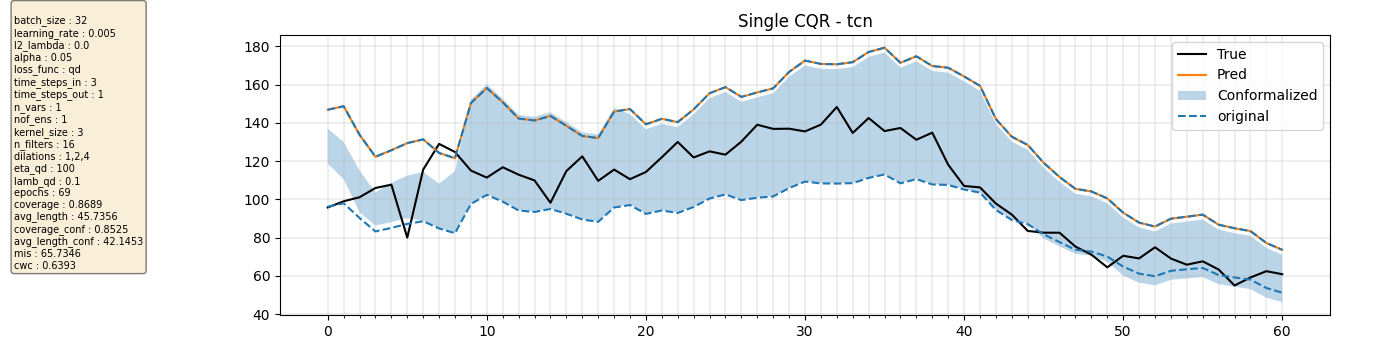 Single CQR - tcn
batch_size : 32
learning_rate : 0.005
l2_lambda : 0.0
alpha : 0.05
loss_func : qd
time_steps_in : 3
time_steps_out : 1
n_vars : 1
nof_ens : 1
kernel_size : 3
n_filters : 16
dilations : 1,2,4
eta_qd : 100
lamb_qd : 0.1
epochs : 69
coverage : 0.8689
avg_length : 45.7356
coverage_conf : 0.8525
avg_length_conf : 42.1453
mis : 65.7346
cwc : 0.6393
180
160
140
120
100
80
60
40
True
Pred
Conformalized
original
0
10
20
30
40
50
60